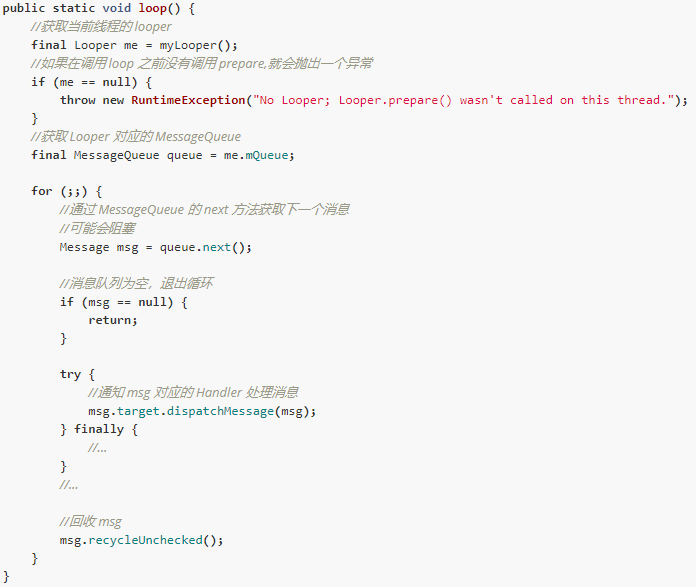 public static void loop() {
//获取当前线程的 looper
final Looper me = myLooper();
//如果在调用 loop 之前没有调用 prepare,就会抛出一个异常
if (me == null) {
throw new RuntimeException("No Looper; Looper.prepare() wasn't called on this thread.");
}
//获取 Looper 对应的 MessageQueue
final MessageQueue queue = me.mQueue;
for (;;) {
//通过 MessageQueue 的 next 方法获取下一个消息
//可能会阻塞
Message msg = queue.next();
//消息队列为空，退出循环
if (msg == null) {
return;
}
try {
//通知 msg 对应的 Handler 处理消息
msg.target.dispatchMessage(msg);
} finally {
//...
}
//...
//回收 msg
msg.recycleUnchecked();
}
}